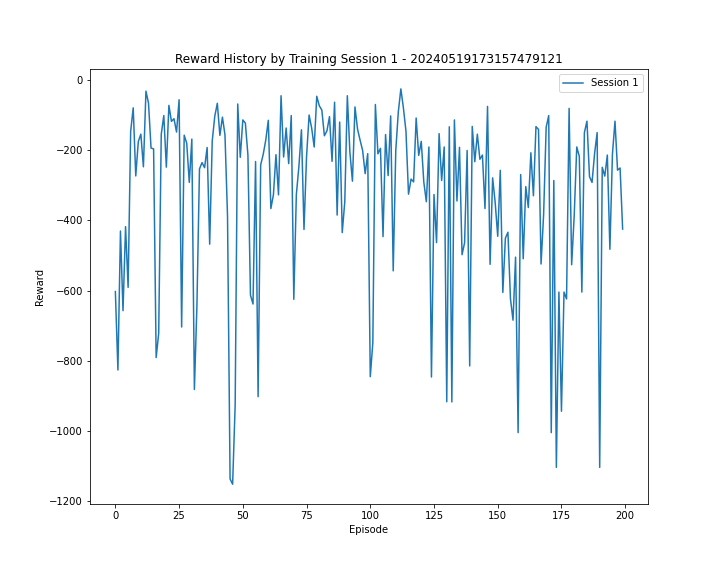 Reward History by Training Session 1 - 20240519173157479121
Session 1
0
−200
−400
−600
−800
−1000
−1200
Reward
0 25 50 75 100 125 150 175 200
Episode